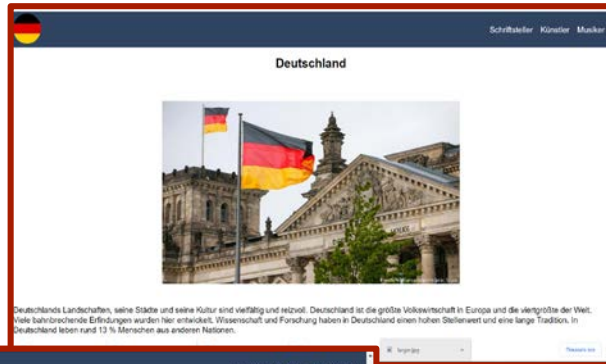 Schriftsteller Künstler Musiker
Deutschland
Deutschlands Landschaften, seine Städte und seine Kultur sind vielfältig und reizvoll. Deutschland ist die größte Volkswirtschaft in Europa und die viertgrößte der Welt.
Viele bahnbrechende Erfindungen wurden hier entwickelt. Wissenschaft und Forschung haben in Deutschland einen hohen Stellenwert und eine lange Tradition. In
Deutschland leben rund 13 % Menschen aus anderen Nationen.